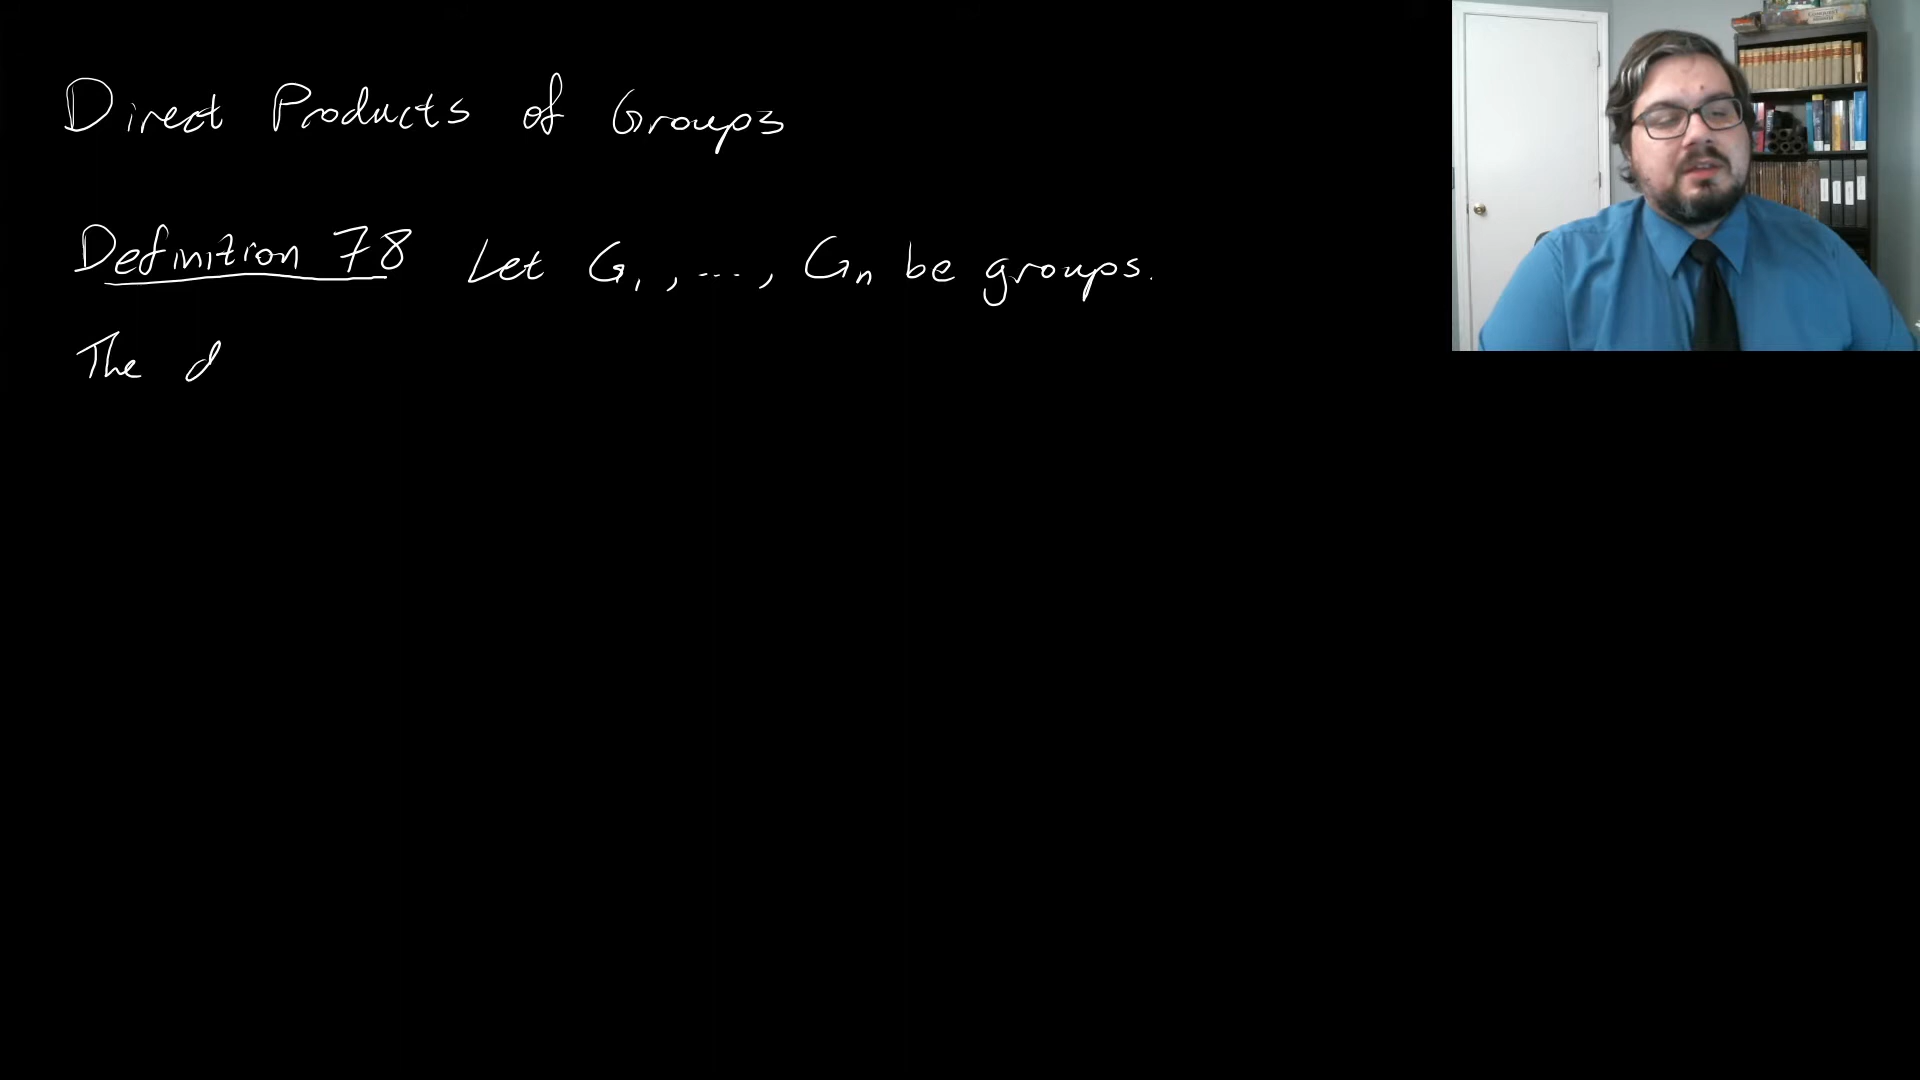 Direct Products of Groups
Definition 78 Let G₁, ..., Gₙ be groups.
The d